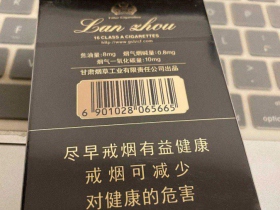 Lan zhou
16 CLASS A CIGARETTES
焦油量:8mg 烟气烟碱量:0.8mg
烟气一氧化碳量:10mg
甘肃烟草工业有限责任公司出品
6 901028 065665
尽早戒烟有益健康
戒烟可减少
对健康的危害